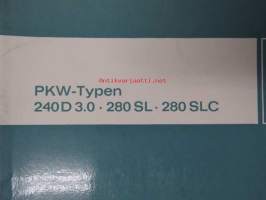 Antikvariaatti.net
PKW-Typen
240 D 3.0 · 280 SL · 280 SLC